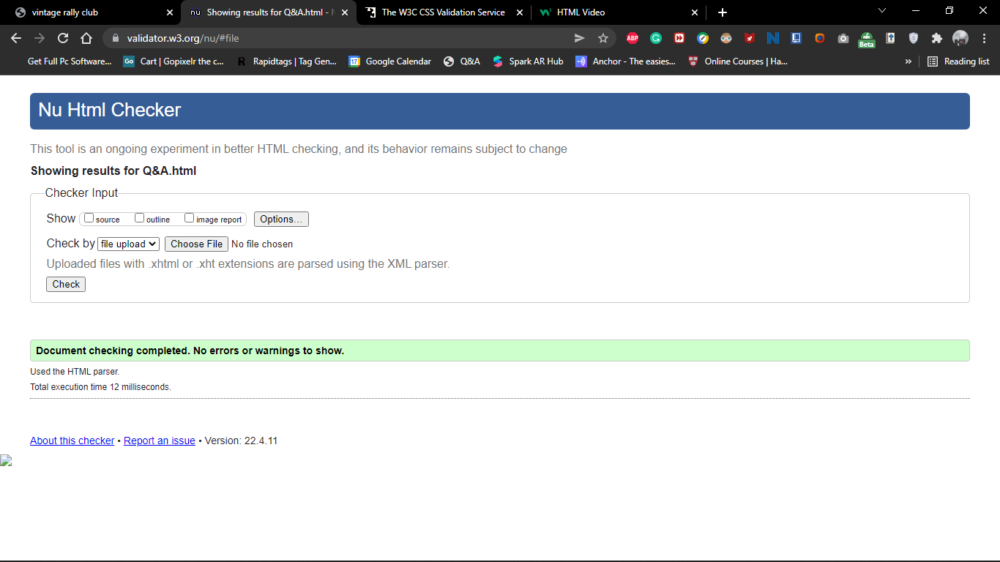 vintage rally club
nu Showing results for Q&A.html - N
The W3C CSS Validation Service
HTML Video
validator.w3.org/nu/#file
ABP
Beta
Get Full Pc Software...
Go Cart | Gopixelr the c...
R Rapidtags | Tag Gen...
17 Google Calendar
Q&A
Spark AR Hub
Anchor - The easies...
Online Courses | Ha...
»
Reading list
Nu Html Checker
This tool is an ongoing experiment in better HTML checking, and its behavior remains subject to change
Showing results for Q&A.html
Checker Input
Show source outline image report Options...
Check by file upload Choose File No file chosen
Uploaded files with .xhtml or .xht extensions are parsed using the XML parser.
Check
Document checking completed. No errors or warnings to show.
Used the HTML parser.
Total execution time 12 milliseconds.
About this checker • Report an issue • Version: 22.4.11